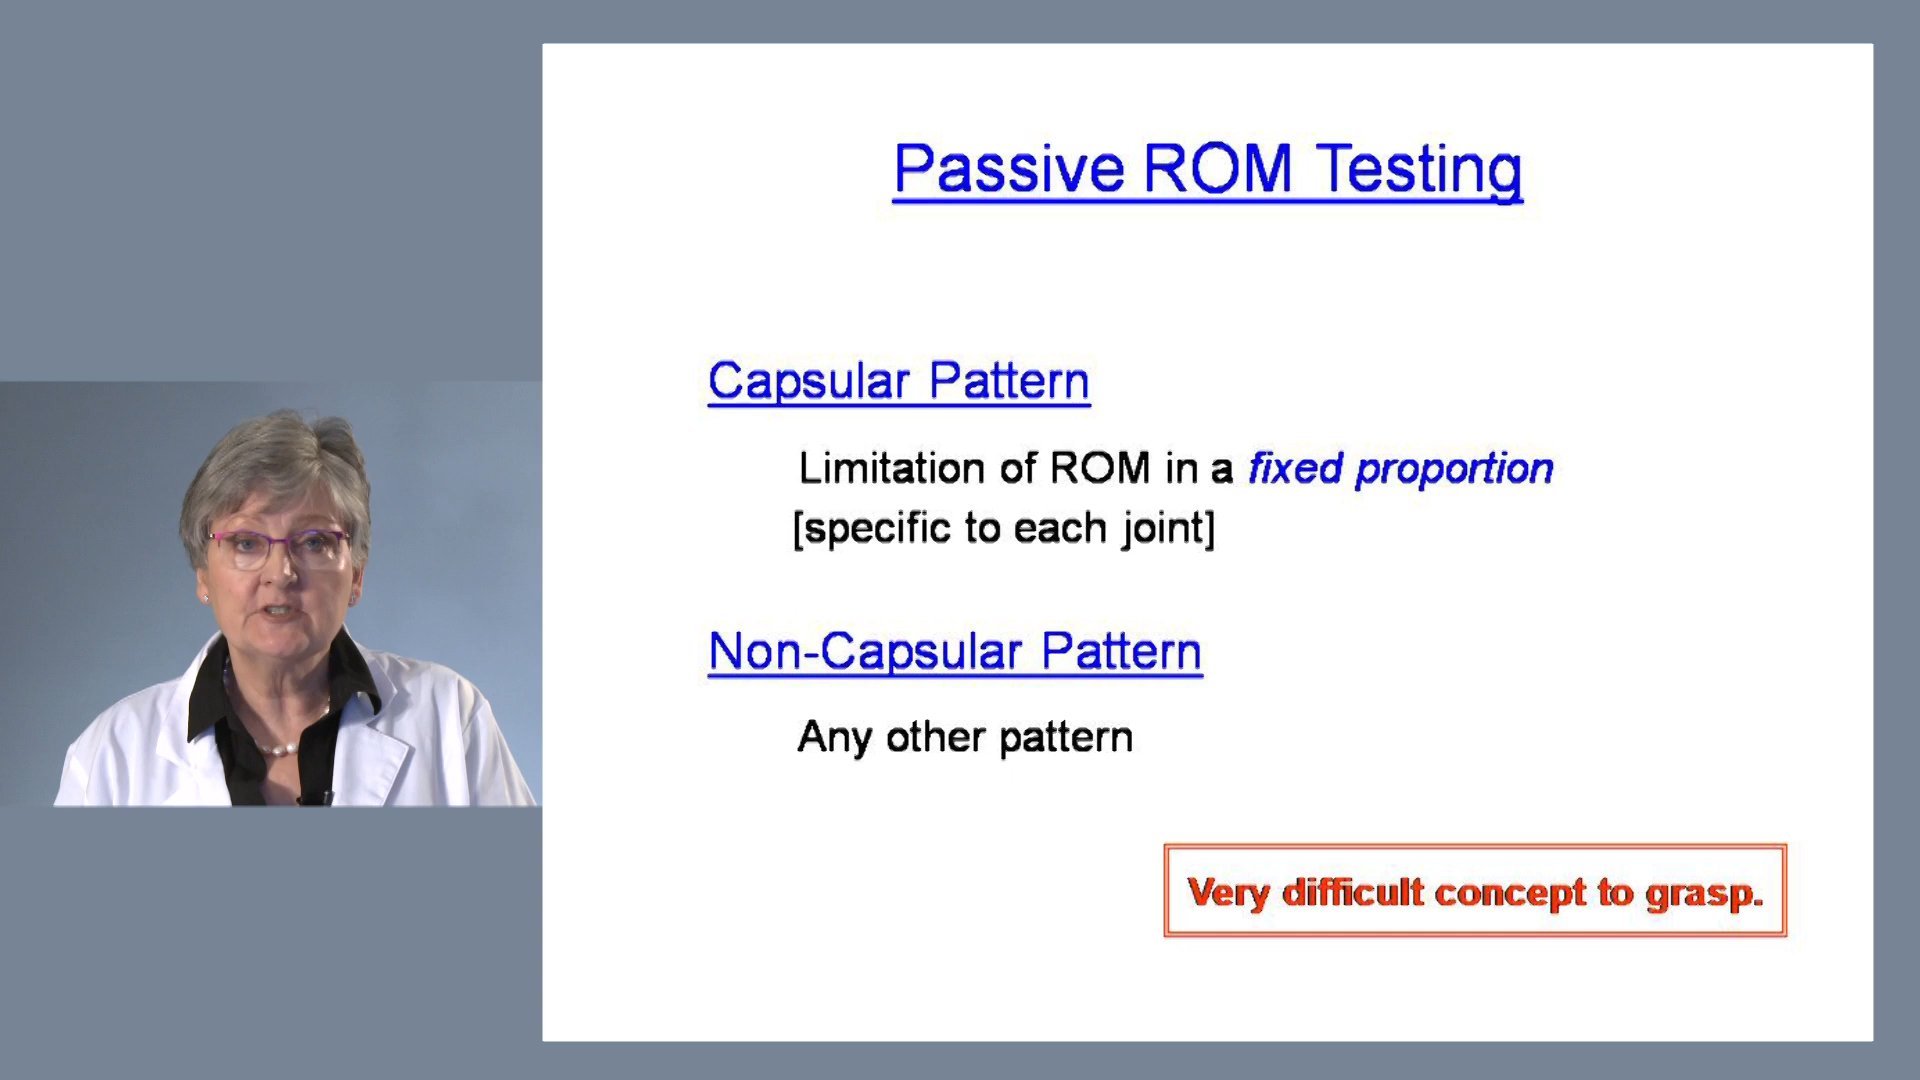 Passive ROM Testing
Capsular Pattern
Limitation of ROM in a fixed proportion
[specific to each joint]
Non-Capsular Pattern
Any other pattern
Very difficult concept to grasp.